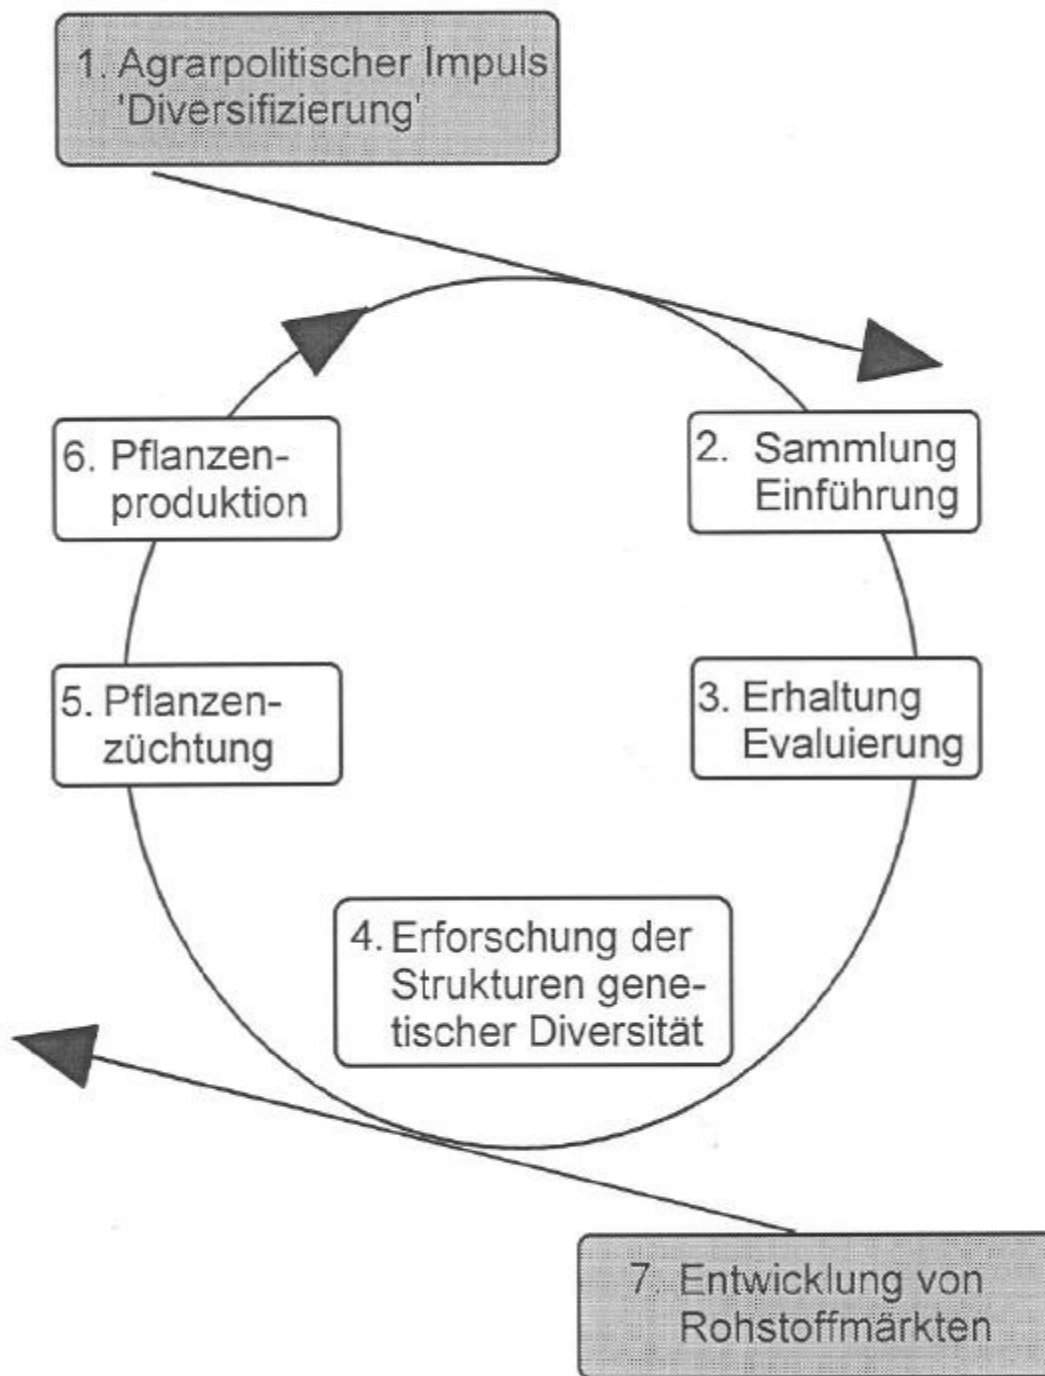 1. Agrarpolitischer Impuls
'Diversifizierung'
2. Sammlung
Einführung
3. Erhaltung
Evaluierung
4. Erforschung der
Strukturen gene-
tischer Diversität
5. Pflanzen-
züchtung
6. Pflanzen-
produktion
7. Entwicklung von
Rohstoffmärkten